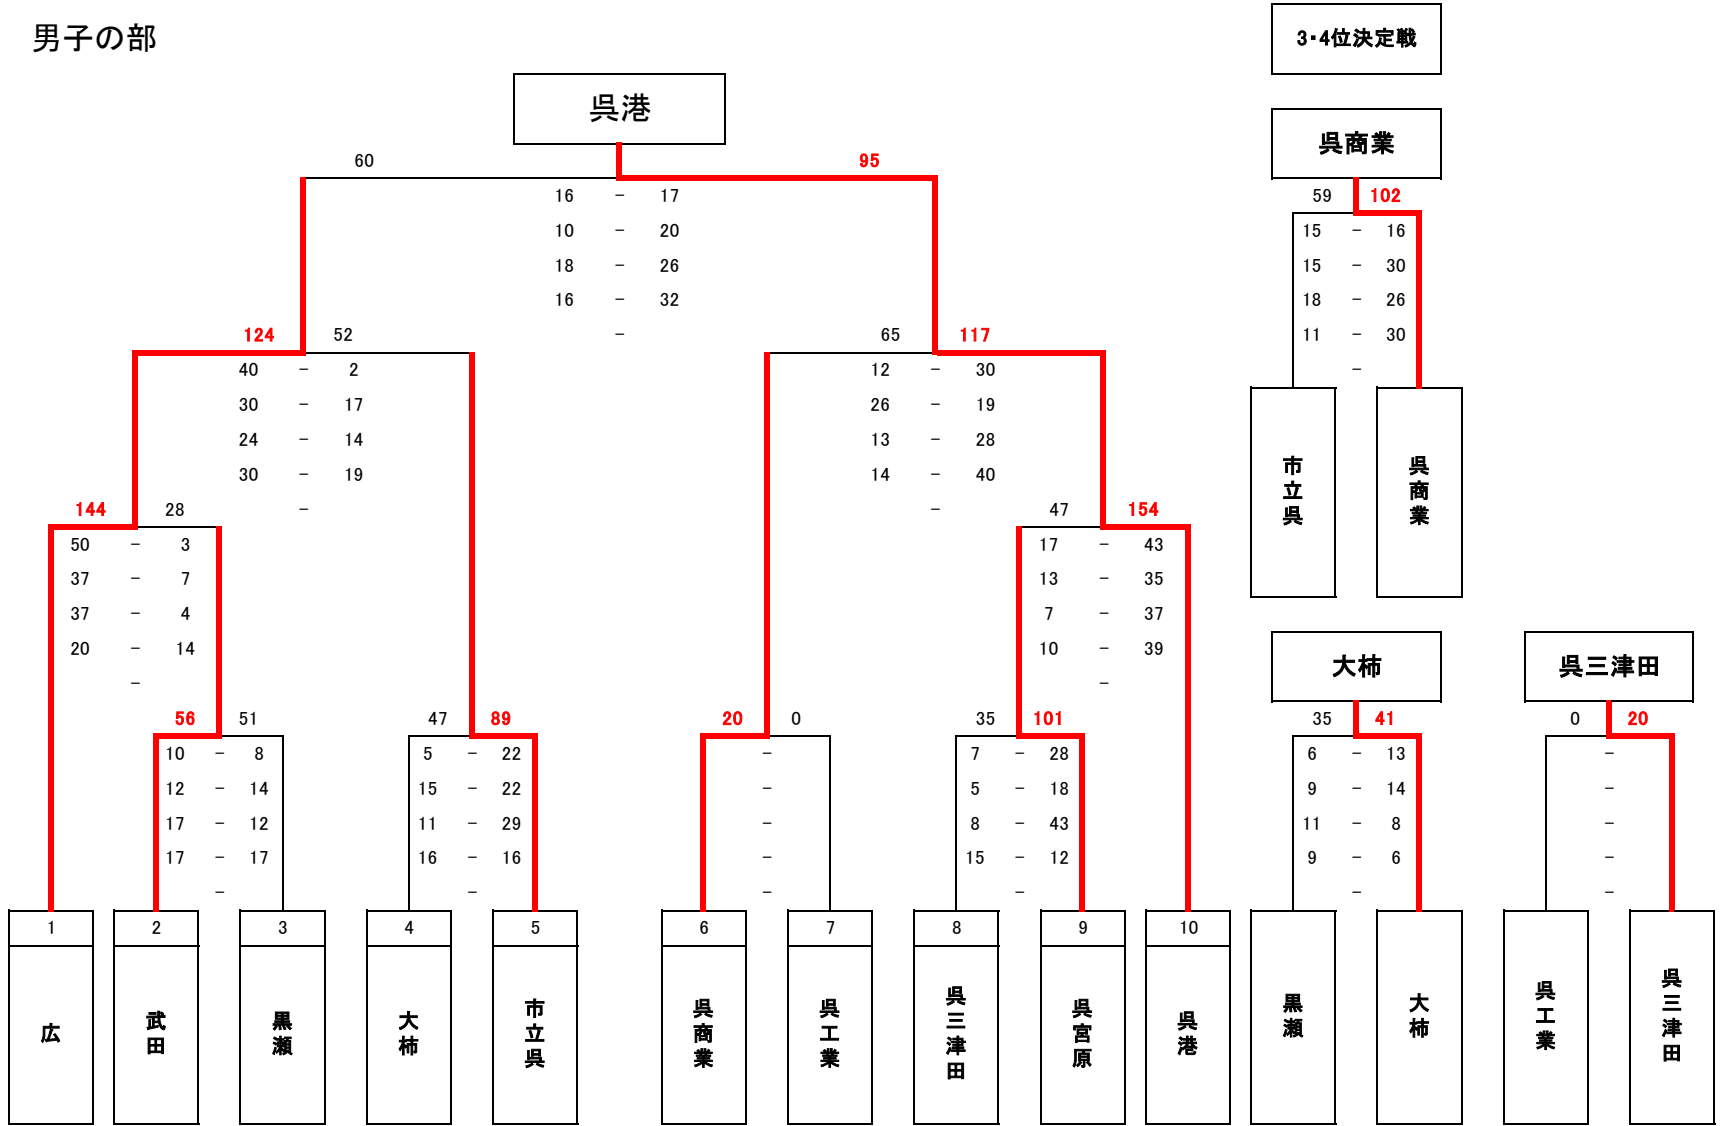 男子の部
3・4位決定戦
呉港
呉商業
60 95
59 102
16 - 17
10 - 20
18 - 26
16 - 32
-
15 - 16
15 - 30
18 - 26
11 - 30
-
124 52
40 - 2
30 - 17
24 - 14
30 - 19
-
65 117
12 - 30
26 - 19
13 - 28
14 - 40
-
市立呉
呉商業
144 28
50 - 3
37 - 7
37 - 4
20 - 14
-
47 154
17 - 43
13 - 35
7 - 37
10 - 39
-
大柿
呉三津田
56 51
10 - 8
12 - 14
17 - 12
17 - 17
-
47 89
5 - 22
15 - 22
11 - 29
16 - 16
-
20 0
-
-
-
-
-
35 101
7 - 28
5 - 18
8 - 43
15 - 12
-
35 41
6 - 13
9 - 14
11 - 8
9 - 6
-
0 20
-
-
-
-
-
1 2 3 4 5 6 7 8 9 10
広
武田
黒瀬
大柿
市立呉
呉商業
呉工業
呉三津田
呉宮原
呉港
黒瀬
大柿
呉工業
呉三津田